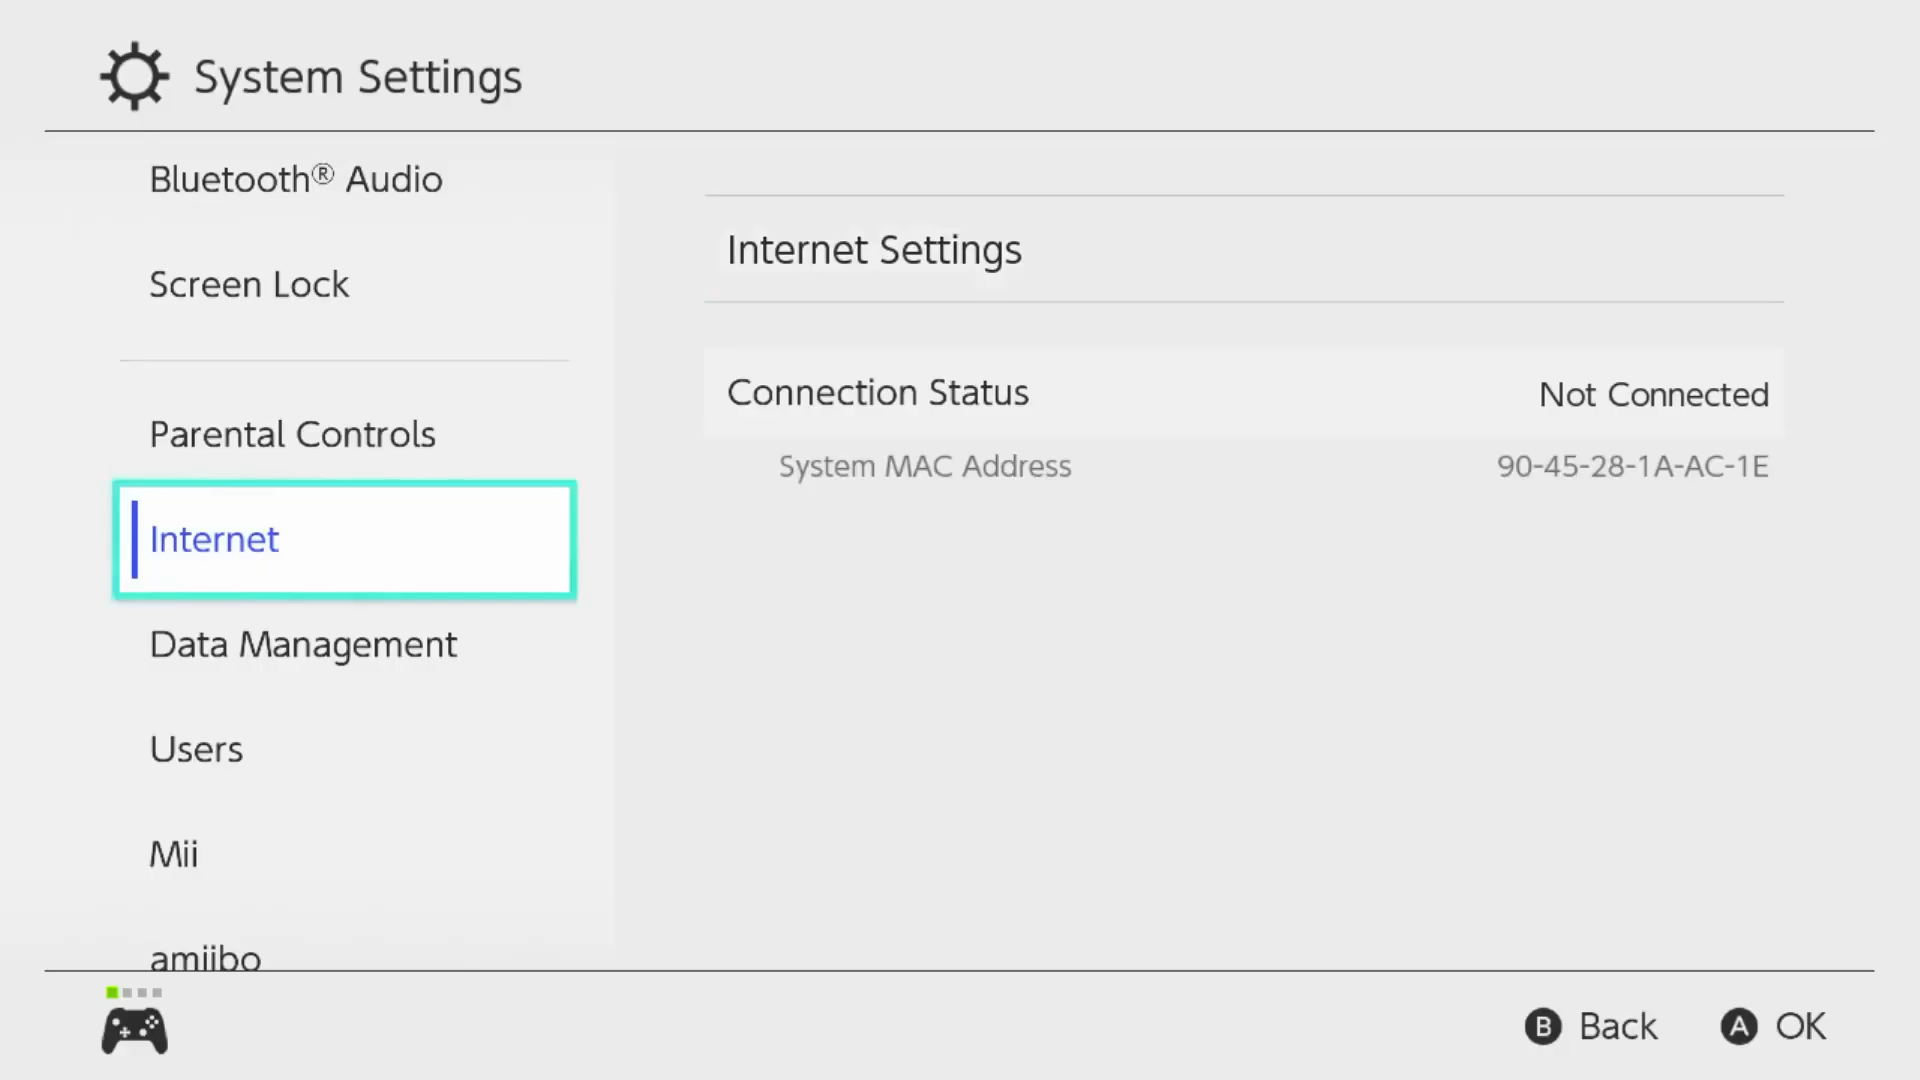 System Settings
Bluetooth® Audio
Screen Lock
Parental Controls
Internet
Data Management
Users
Mii
amiibo
Internet Settings
Connection Status Not Connected
System MAC Address 90-45-28-1A-AC-1E
B Back A OK